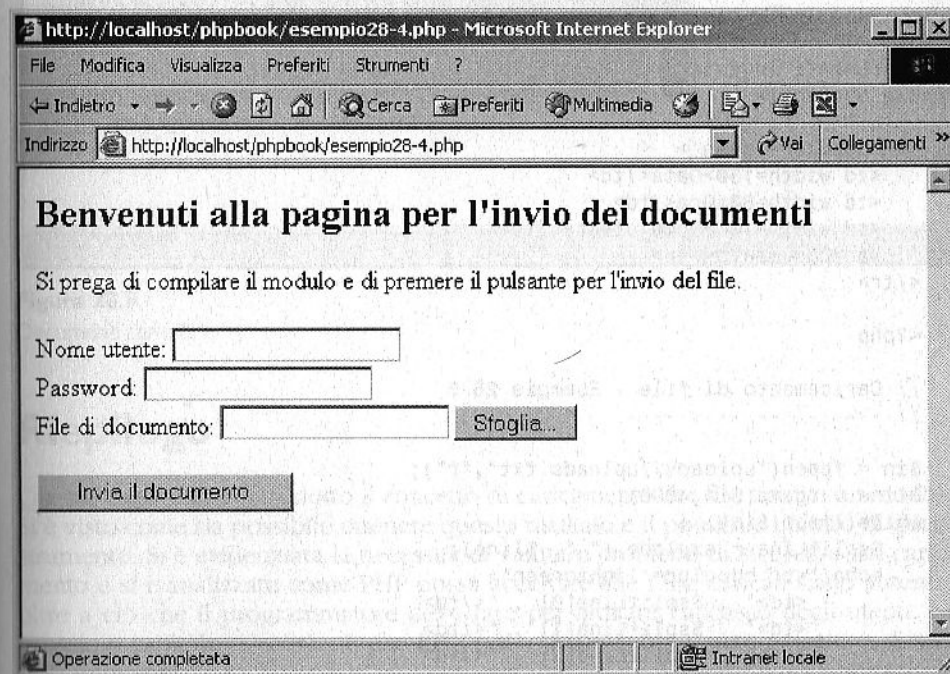 http://localhost/phpbook/esempio28-4.php - Microsoft Internet Explorer
File Modifica Visualizza Preferiti Strumenti ?
Indietro Cerca Preferiti Multimedia
Indirizzo http://localhost/phpbook/esempio28-4.php Vai Collegamenti »
Benvenuti alla pagina per l'invio dei documenti
Si prega di compilare il modulo e di premere il pulsante per l'invio del file.
Nome utente:
Password:
File di documento: Sfoglia...
Invia il documento
Operazione completata Intranet locale